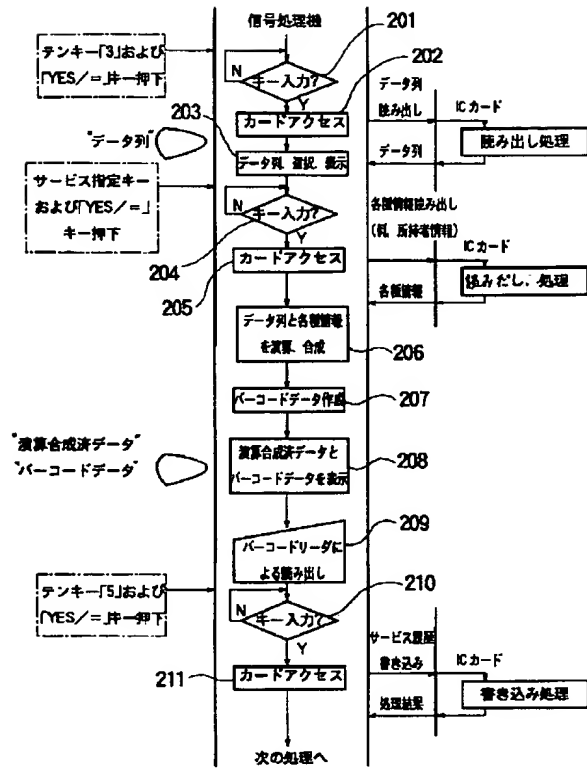 信号処理機
201
202
テンキー「3」および
「YES/=」キー押下
N
キー入力?
Y
データ列
203
カードアクセス
読み出し
ICカード
"データ列"
読み出し処理
データ列、選択、表示
データ列
サービス指定キー
および「YES/=」
キー押下
N
キー入力?
各種情報読み出し
(例、所持者情報)
204
Y
ICカード
カードアクセス
205
各種情報
データ列と各種情報
を演算、合成
206
バーコードデータ作成
207
"演算合成済データ"
"バーコードデータ"
演算合成済データと
バーコードデータを表示
208
209
バーコードリーダに
よる読み出し
テンキー「5」および
「YES/=」キー押下
210
N
キー入力?
Y
サービス履歴
211
カードアクセス
書き込み
ICカード
書き込み処理
処理結果
次の処理へ